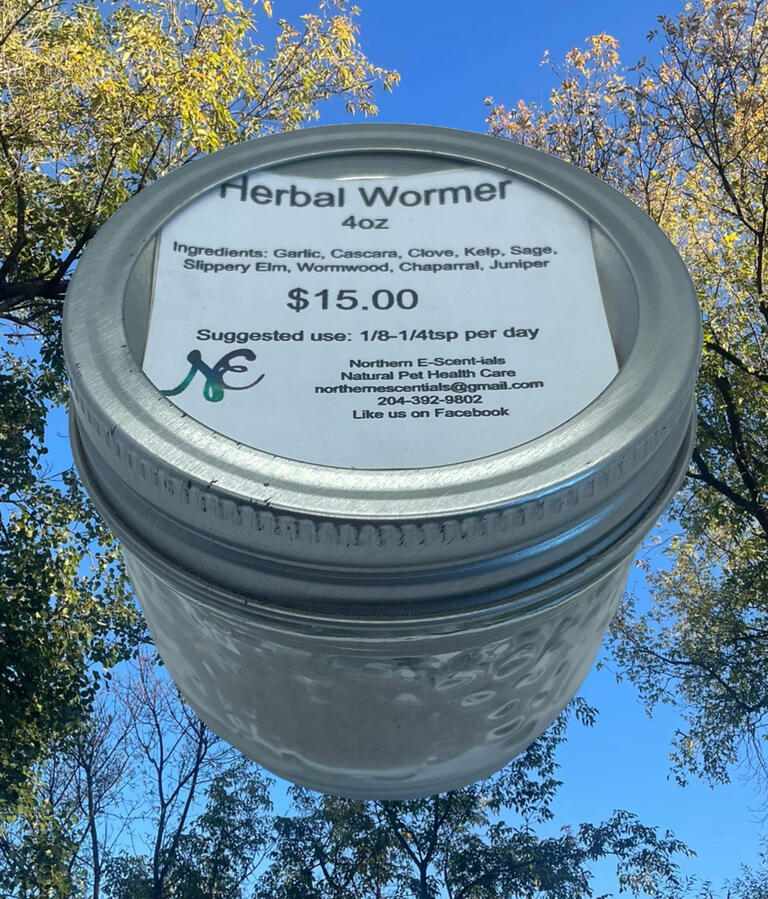 Herbal Wormer
4oz
Ingredients: Garlic, Cascara, Clove, Kelp, Sage,
Slippery Elm, Wormwood, Chaparral, Juniper
$15.00
Suggested use: 1/8-1/4tsp per day
NE
Northern E-Scent-ials
Natural Pet Health Care
northernescentials@gmail.com
204-392-9802
Like us on Facebook